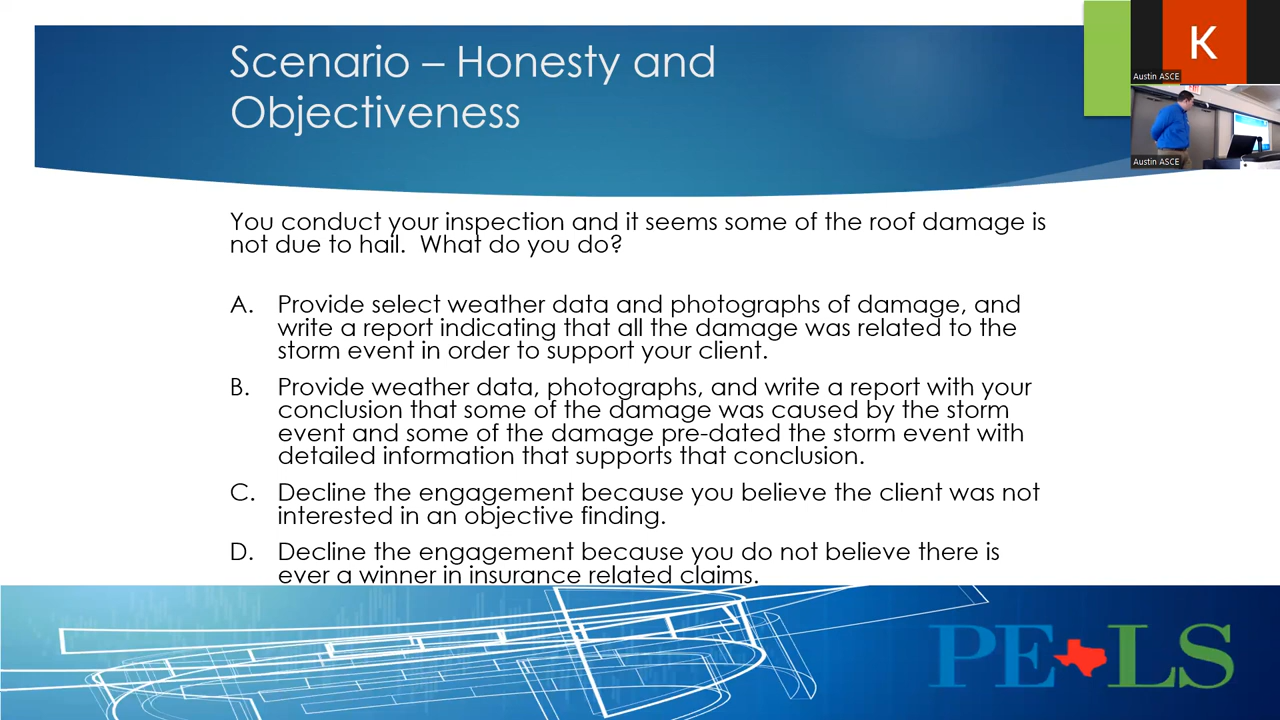 Scenario – Honesty and
Objectiveness
K
Austin ASCE
Austin ASCE
You conduct your inspection and it seems some of the roof damage is
not due to hail.  What do you do?
A. Provide select weather data and photographs of damage, and
write a report indicating that all the damage was related to the
storm event in order to support your client.
B. Provide weather data, photographs, and write a report with your
conclusion that some of the damage was caused by the storm
event and some of the damage pre-dated the storm event with
detailed information that supports that conclusion.
C. Decline the engagement because you believe the client was not
interested in an objective finding.
D. Decline the engagement because you do not believe there is
ever a winner in insurance related claims.
PE LS